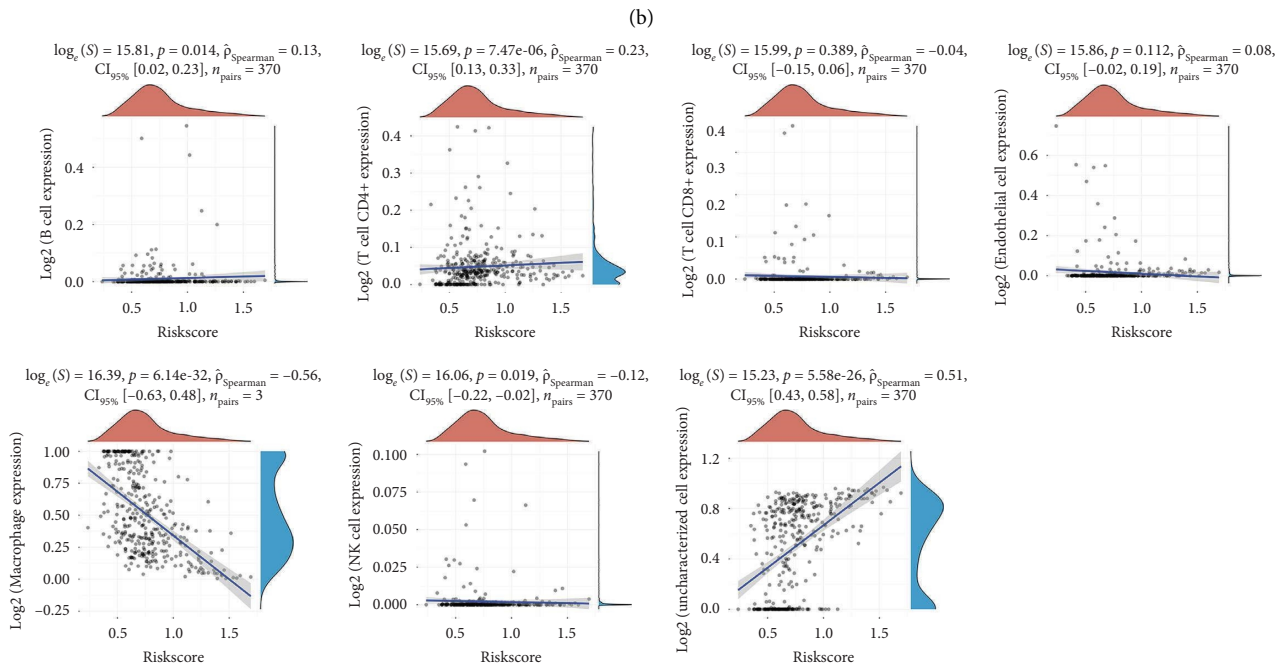 (b)
logₑ (S) = 15.81, p = 0.014, ρ̂Spearman = 0.13,
CI95% [0.02, 0.23], npairs = 370
Log2 (B cell expression)
0.4
0.2
0.0
0.5 1.0 1.5
Riskscore
logₑ (S) = 15.69, p = 7.47e-06, ρ̂Spearman = 0.23,
CI95% [0.13, 0.33], npairs = 370
Log2 (T cell CD4+ expression)
0.4
0.3
0.2
0.1
0.0
0.5 1.0 1.5
Riskscore
logₑ (S) = 15.99, p = 0.389, ρ̂Spearman = −0.04,
CI95% [−0.15, 0.06], npairs = 370
Log2 (T cell CD8+ expression)
0.4
0.3
0.2
0.1
0.0
0.5 1.0 1.5
Riskscore
logₑ (S) = 15.86, p = 0.112, ρ̂Spearman = 0.08,
CI95% [−0.02, 0.19], npairs = 370
Log2 (Endothelial cell expression)
0.6
0.4
0.2
0.0
0.5 1.0 1.5
Riskscore
logₑ (S) = 16.39, p = 6.14e-32, ρ̂Spearman = −0.56,
CI95% [−0.63, 0.48], npairs = 3
Log2 (Macrophage expression)
1.00
0.75
0.50
0.25
0.00
−0.25
0.5 1.0 1.5
Riskscore
logₑ (S) = 16.06, p = 0.019, ρ̂Spearman = −0.12,
CI95% [−0.22, −0.02], npairs = 370
Log2 (NK cell expression)
0.100
0.075
0.050
0.025
0.000
0.5 1.0 1.5
Riskscore
logₑ (S) = 15.23, p = 5.58e-26, ρ̂Spearman = 0.51,
CI95% [0.43, 0.58], npairs = 370
Log2 (uncharacterized cell expression)
1.2
0.8
0.4
0.0
0.5 1.0 1.5
Riskscore